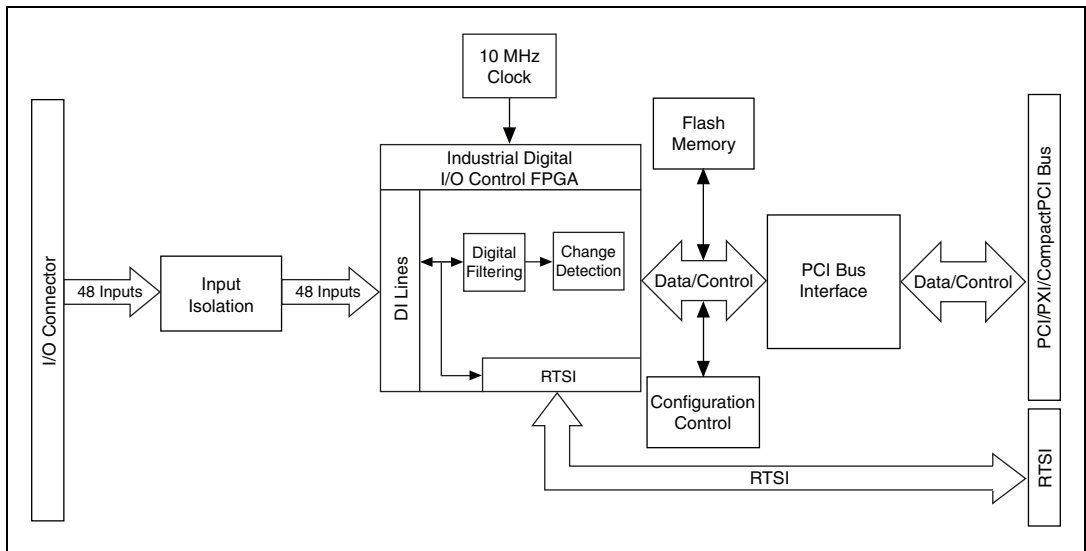 10 MHz
Clock
Flash
Memory
Industrial Digital
I/O Control FPGA
I/O Connector
48 Inputs
Input
Isolation
48 Inputs
DI Lines
Digital
Filtering
Change
Detection
RTSI
Data/Control
PCI Bus
Interface
Data/Control
PCI/PXI/CompactPCI Bus
Configuration
Control
RTSI
RTSI